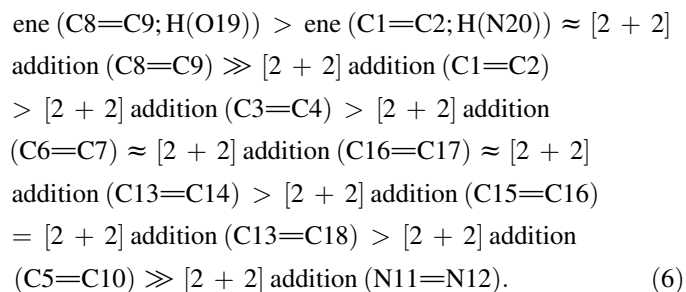 ene (C8=C9; H(O19)) > ene (C1=C2; H(N20)) ≈ [2 + 2]
addition (C8=C9) ≫ [2 + 2] addition (C1=C2)
> [2 + 2] addition (C3=C4) > [2 + 2] addition
(C6=C7) ≈ [2 + 2] addition (C16=C17) ≈ [2 + 2]
addition (C13=C14) > [2 + 2] addition (C15=C16)
= [2 + 2] addition (C13=C18) > [2 + 2] addition
(C5=C10) ≫ [2 + 2] addition (N11=N12). (6)